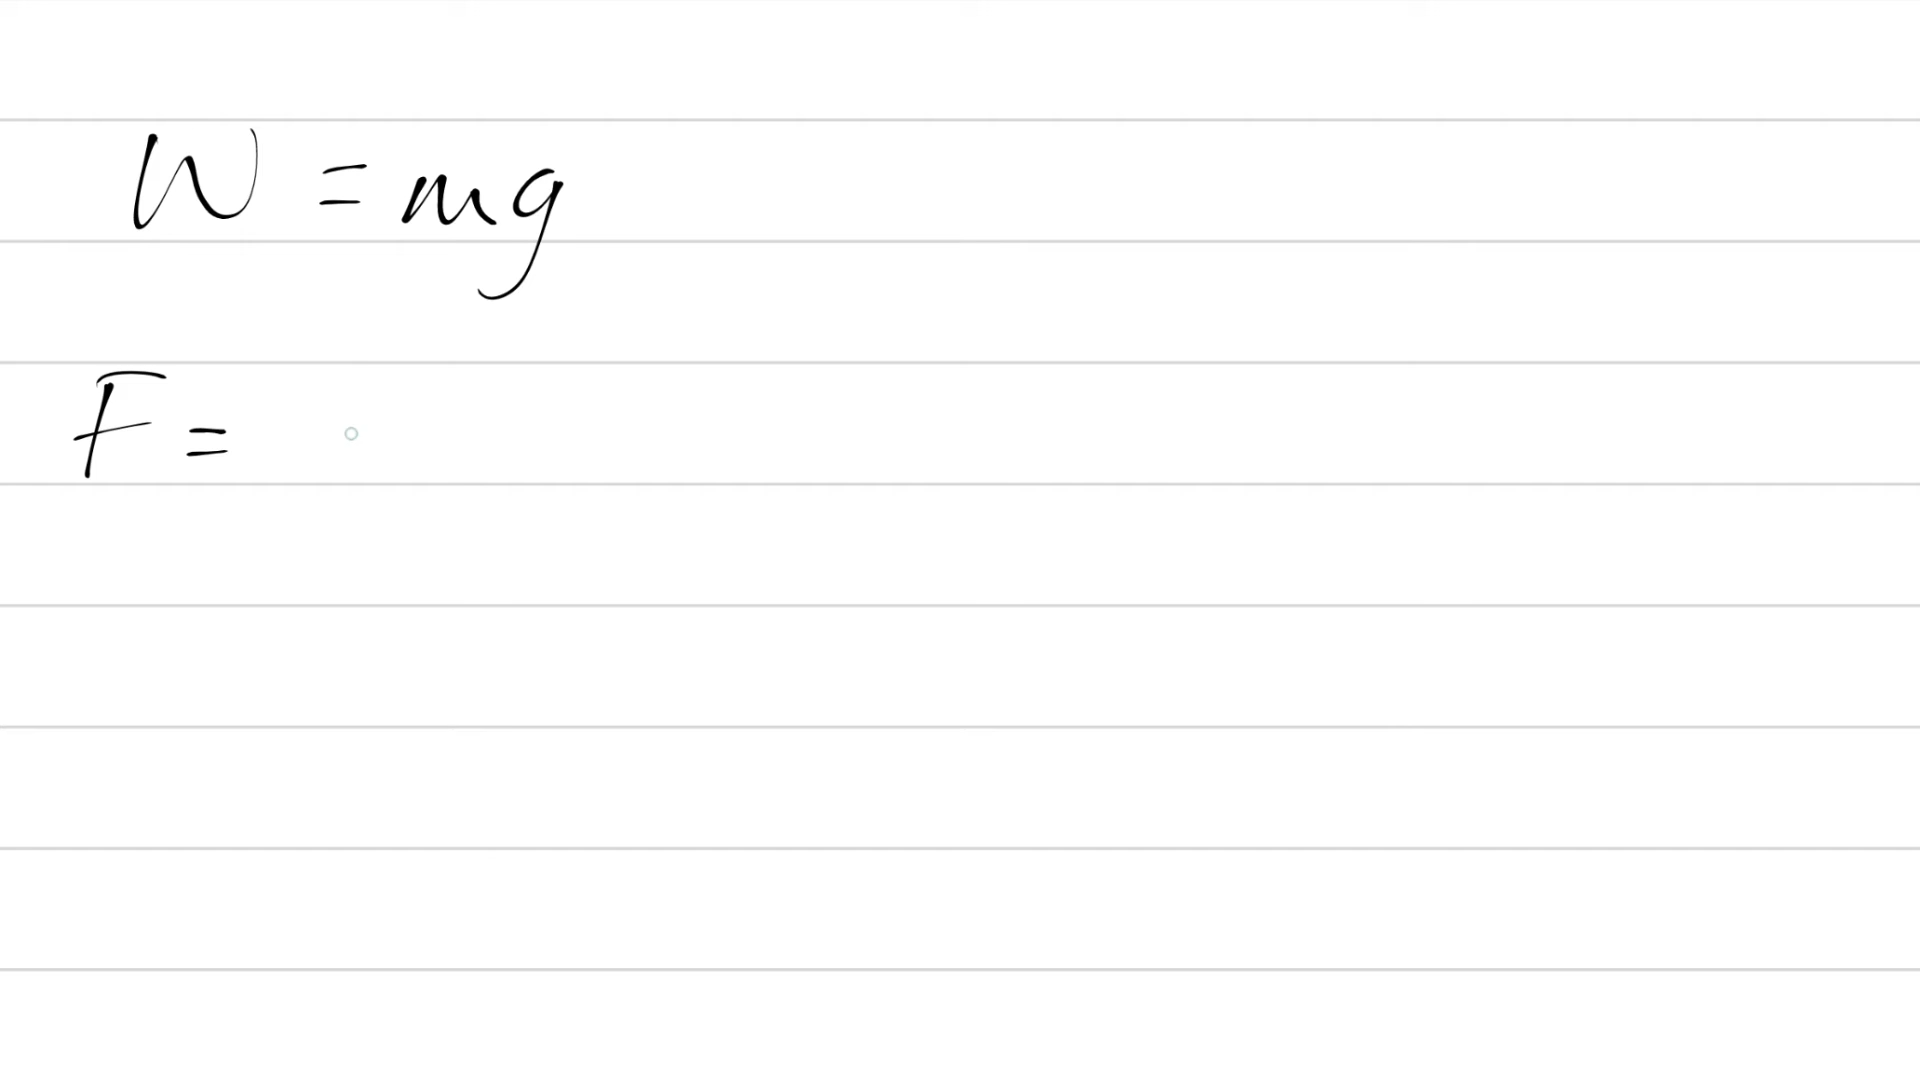 W = mg
F =